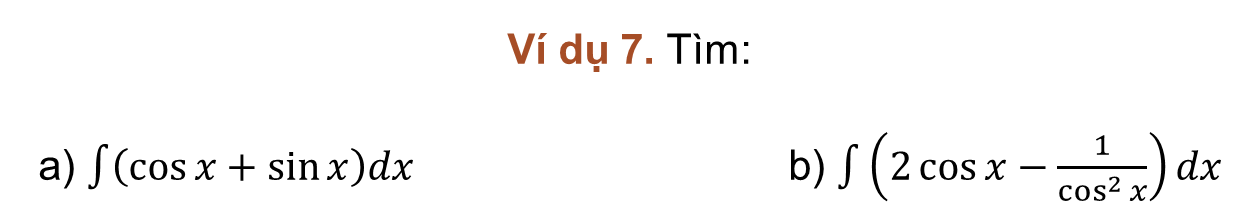 Ví dụ 7. Tìm:
a) ∫(cos x + sin x)dx b) ∫(2 cos x − 1/cos² x) dx